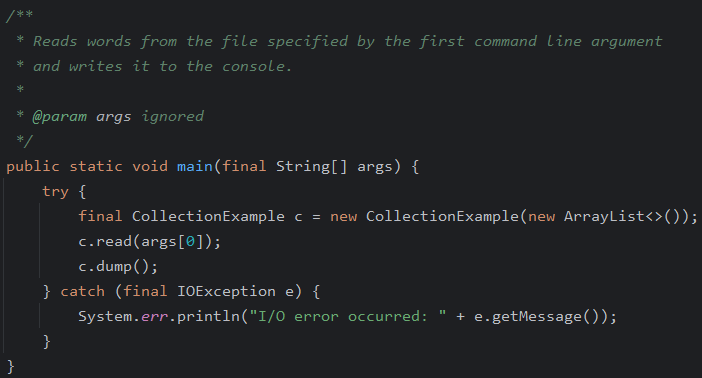 /**
 * Reads words from the file specified by the first command line argument
 * and writes it to the console.
 *
 * @param args ignored
 */
public static void main(final String[] args) {
    try {
        final CollectionExample c = new CollectionExample(new ArrayList<>());
        c.read(args[0]);
        c.dump();
    } catch (final IOException e) {
        System.err.println("I/O error occurred: " + e.getMessage());
    }
}